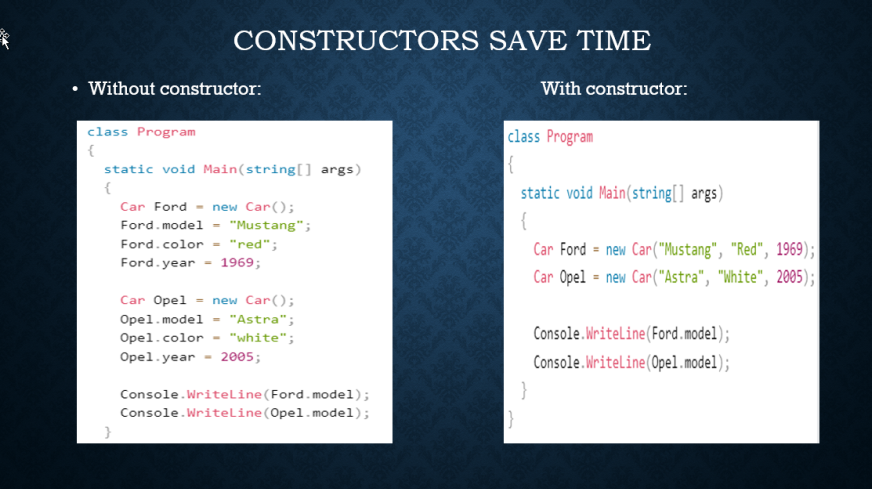 CONSTRUCTORS SAVE TIME
• Without constructor:
class Program
{
static void Main(string[] args)
{
Car Ford = new Car();
Ford.model = "Mustang";
Ford.color = "red";
Ford.year = 1969;
Car Opel = new Car();
Opel.model = "Astra";
Opel.color = "white";
Opel.year = 2005;
Console.WriteLine(Ford.model);
Console.WriteLine(Opel.model);
}
With constructor:
class Program
{
static void Main(string[] args)
{
Car Ford = new Car("Mustang", "Red", 1969);
Car Opel = new Car("Astra", "White", 2005);
Console.WriteLine(Ford.model);
Console.WriteLine(Opel.model);
}
}